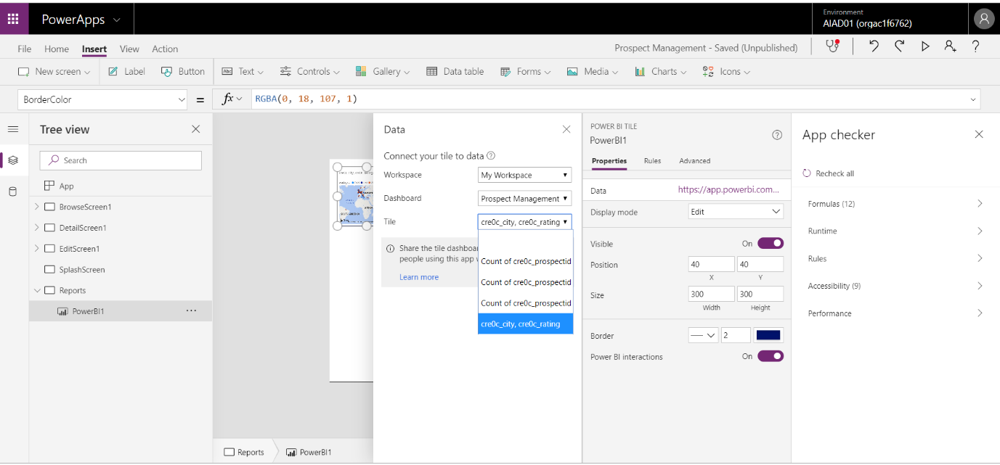 PowerApps
Environment
AIAD01 (orgac1f6762)
File Home Insert View Action
Prospect Management - Saved (Unpublished)
New screen Label Button Abc Text Controls Gallery Data table Forms Media Charts Icons
BorderColor = fx RGBA(0, 18, 107, 1)
Tree view
Search
App
BrowseScreen1
DetailScreen1
EditScreen1
SplashScreen
Reports
PowerBI1
Data
Connect your tile to data
Workspace My Workspace
Dashboard Prospect Management
Tile cre0c_city, cre0c_rating
Share the tile dashboa
people using this app
Learn more
Count of cre0c_prospectid
Count of cre0c_prospectid
Count of cre0c_prospectid
cre0c_city, cre0c_rating
POWER BI TILE
PowerBI1
Properties Rules Advanced
Data https://app.powerbi.com...
Display mode Edit
Visible On
Position 40 40
X Y
Size 300 300
Width Height
Border 2
Power BI interactions On
App checker
Recheck all
Formulas (12)
Runtime
Rules
Accessibility (9)
Performance
Reports PowerBI1